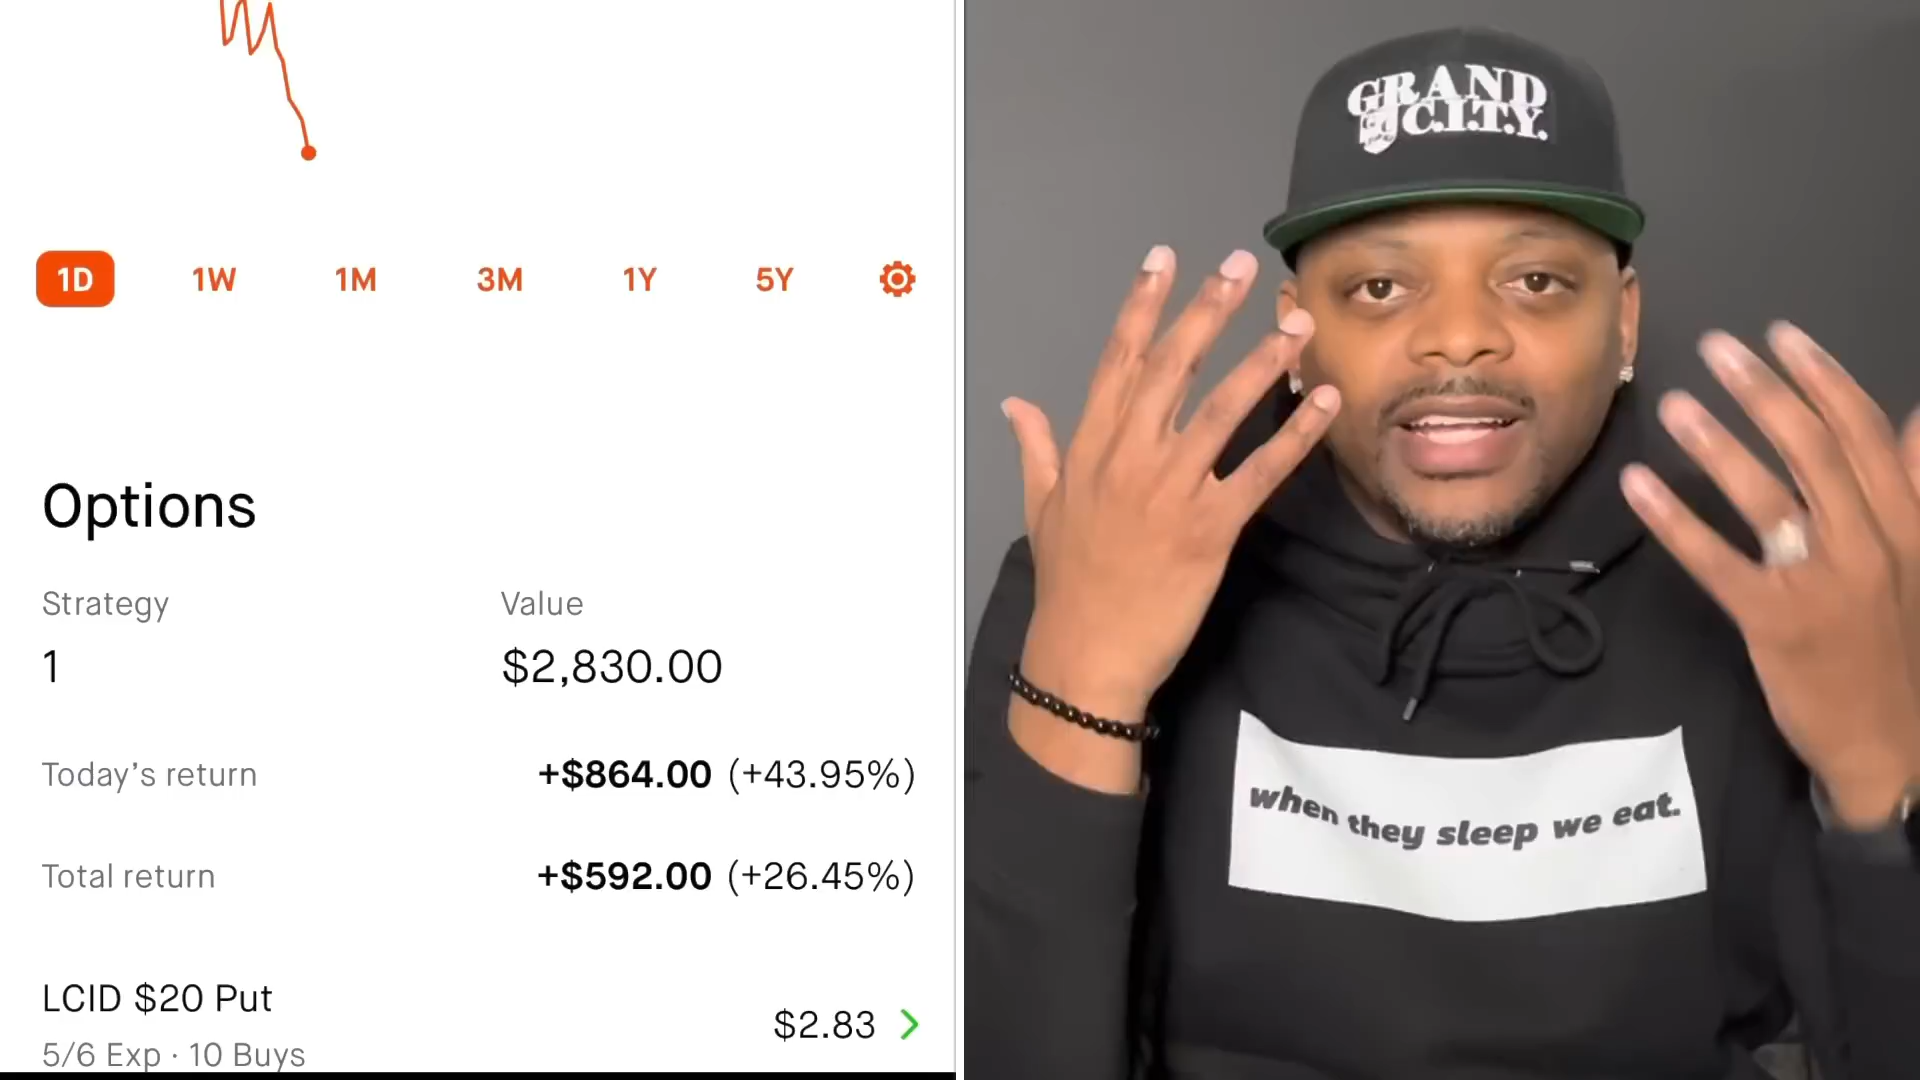 1D 1W 1M 3M 1Y 5Y
Options
Strategy Value
1 $2,830.00
Today’s return +$864.00 (+43.95%)
Total return +$592.00 (+26.45%)
LCID $20 Put
$2.83
5/6 Exp · 10 Buys
GRAND
C.I.T.Y.
when they sleep we eat.